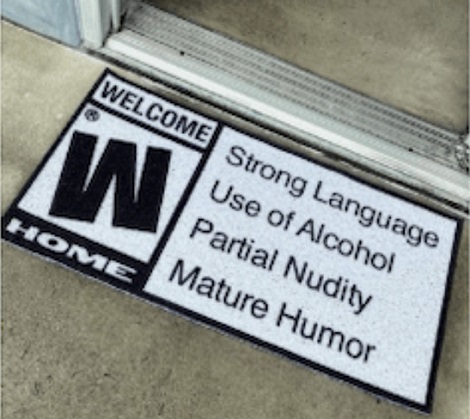 WELCOME
®
W
HOME
Strong Language
Use of Alcohol
Partial Nudity
Mature Humor